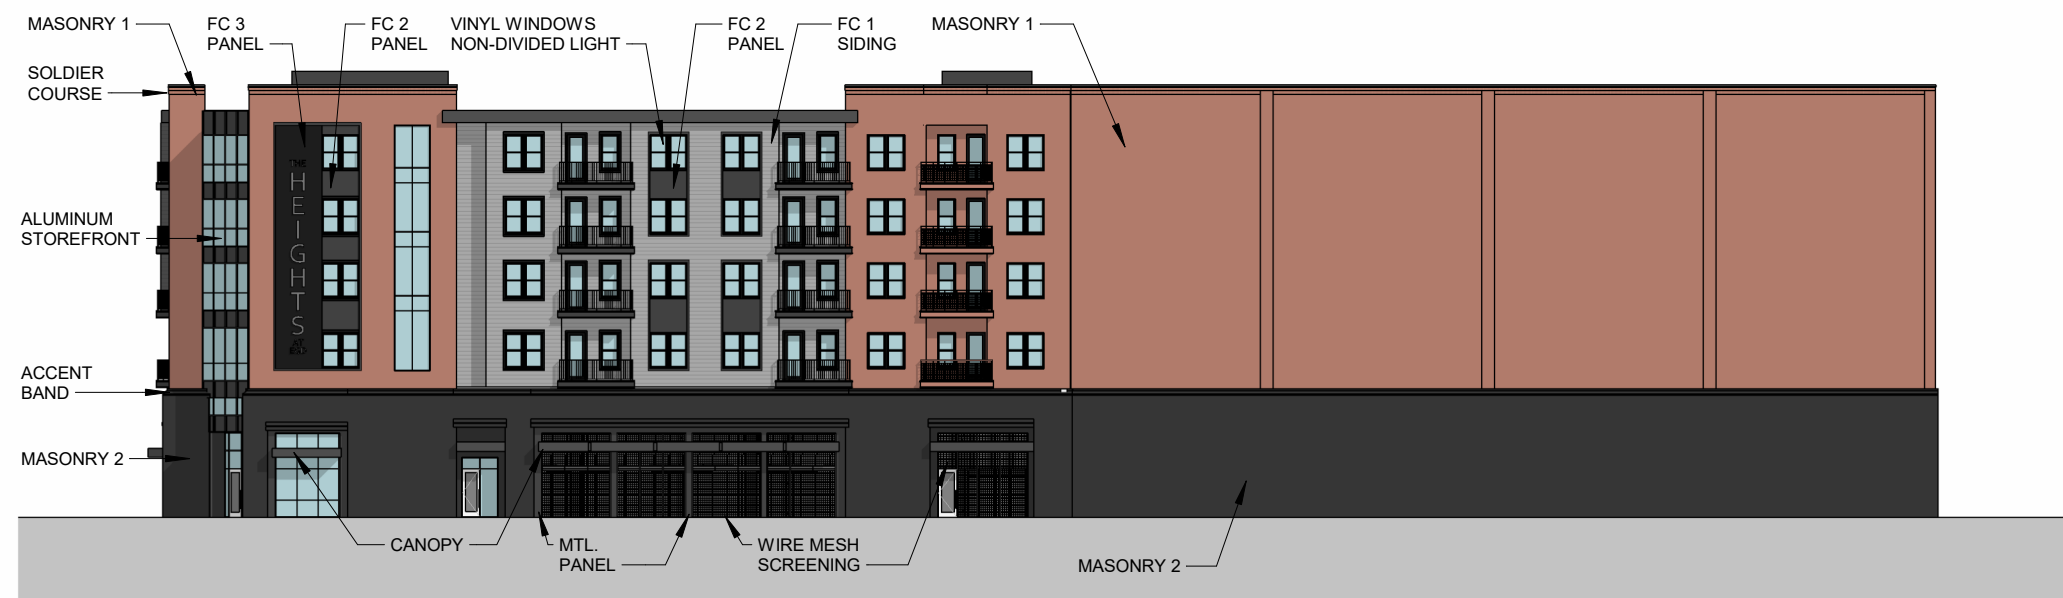 MASONRY 1
FC 3
PANEL
FC 2
PANEL
VINYL WINDOWS
NON-DIVIDED LIGHT
FC 2
PANEL
FC 1
SIDING
MASONRY 1
SOLDIER
COURSE
THE
HEIGHTS
AT
ALUMINUM
STOREFRONT
ACCENT
BAND
MASONRY 2
CANOPY
MTL.
PANEL
WIRE MESH
SCREENING
MASONRY 2